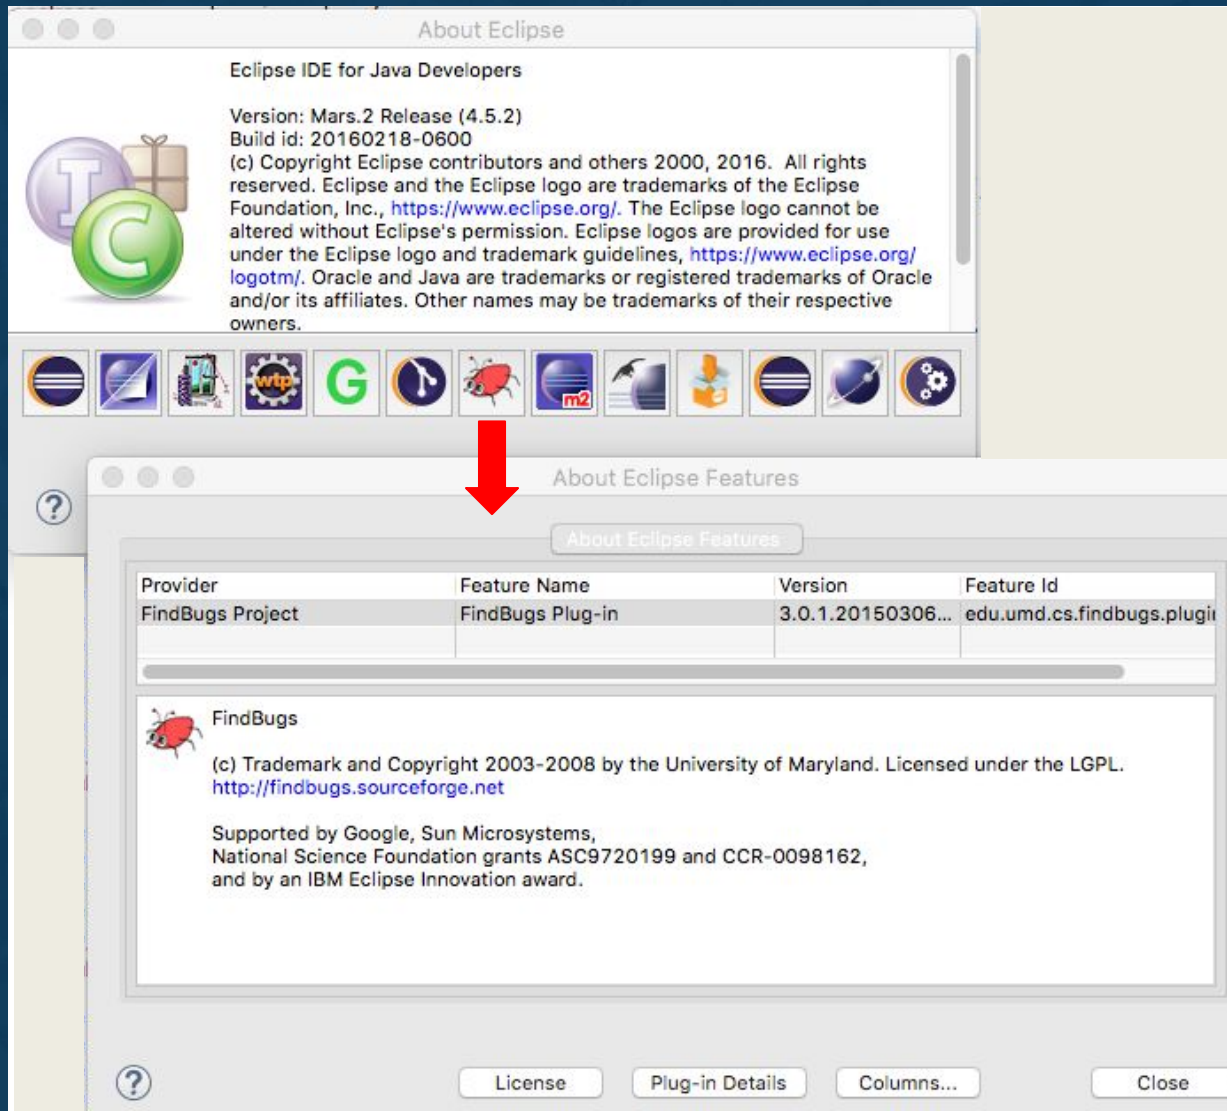 About Eclipse
Eclipse IDE for Java Developers
Version: Mars.2 Release (4.5.2)
Build id: 20160218-0600
(c) Copyright Eclipse contributors and others 2000, 2016.  All rights
reserved. Eclipse and the Eclipse logo are trademarks of the Eclipse
Foundation, Inc., https://www.eclipse.org/. The Eclipse logo cannot be
altered without Eclipse's permission. Eclipse logos are provided for use
under the Eclipse logo and trademark guidelines, https://www.eclipse.org/
logotm/. Oracle and Java are trademarks or registered trademarks of Oracle
and/or its affiliates. Other names may be trademarks of their respective
owners.
I C
wtp G m2
?
About Eclipse Features
About Eclipse Features
Provider Feature Name Version Feature Id
FindBugs Project FindBugs Plug-in 3.0.1.20150306... edu.umd.cs.findbugs.plugi
FindBugs
(c) Trademark and Copyright 2003-2008 by the University of Maryland. Licensed under the LGPL.
http://findbugs.sourceforge.net
Supported by Google, Sun Microsystems,
National Science Foundation grants ASC9720199 and CCR-0098162,
and by an IBM Eclipse Innovation award.
? License Plug-in Details Columns... Close